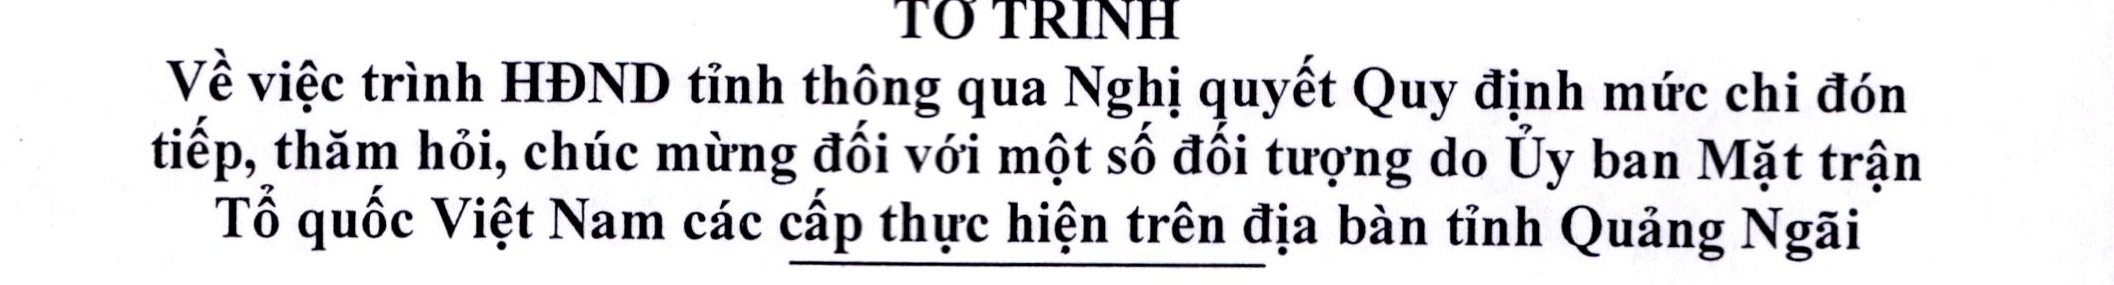 TỜ TRÌNH
Về việc trình HĐND tỉnh thông qua Nghị quyết Quy định mức chi đón
tiếp, thăm hỏi, chúc mừng đối với một số đối tượng do Ủy ban Mặt trận
Tổ quốc Việt Nam các cấp thực hiện trên địa bàn tỉnh Quảng Ngãi